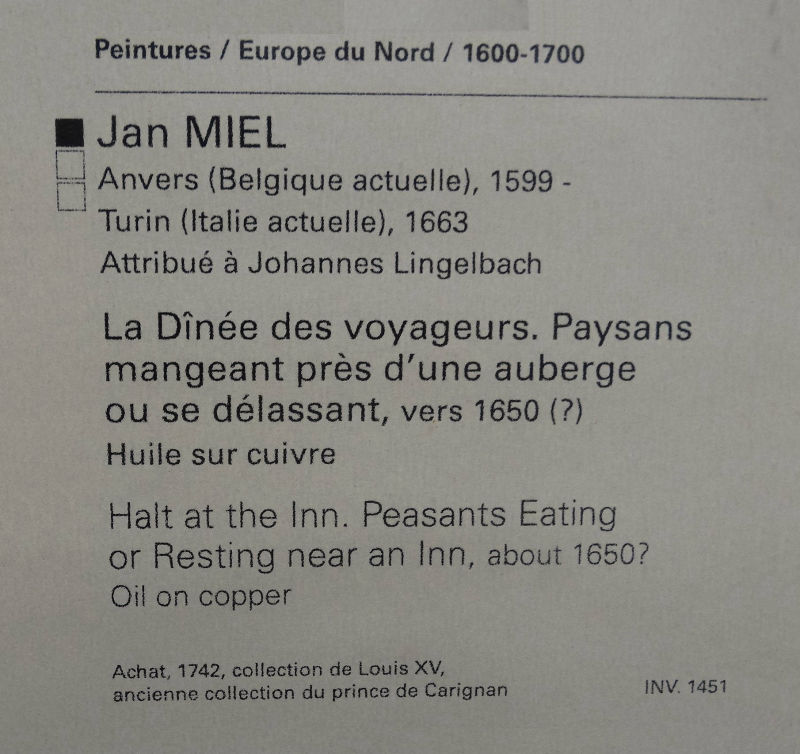 Peintures / Europe du Nord / 1600-1700
Jan MIEL
Anvers (Belgique actuelle), 1599 -
Turin (Italie actuelle), 1663
Attribué à Johannes Lingelbach
La Dînée des voyageurs. Paysans
mangeant près d'une auberge
ou se délassant, vers 1650 (?)
Huile sur cuivre
Halt at the Inn. Peasants Eating
or Resting near an Inn, about 1650?
Oil on copper
Achat, 1742, collection de Louis XV,
ancienne collection du prince de Carignan
INV. 1451